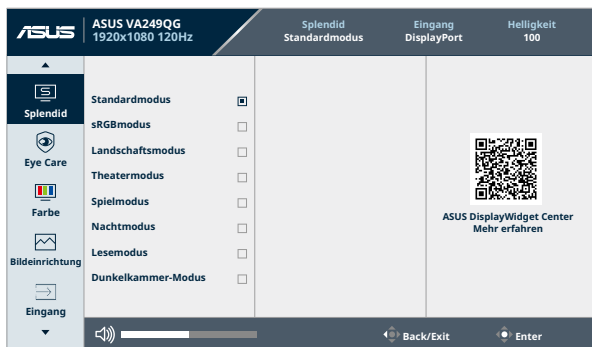 ASUS
ASUS VA249QG
1920x1080 120Hz
Splendid
Standardmodus
Eingang
DisplayPort
Helligkeit
100
Splendid
Eye Care
Farbe
Bildeinrichtung
Eingang
Standardmodus
sRGBmodus
Landschaftsmodus
Theatermodus
Spielmodus
Nachtmodus
Lesemodus
Dunkelkammer-Modus
ASUS DisplayWidget Center
Mehr erfahren
Back/Exit
Enter